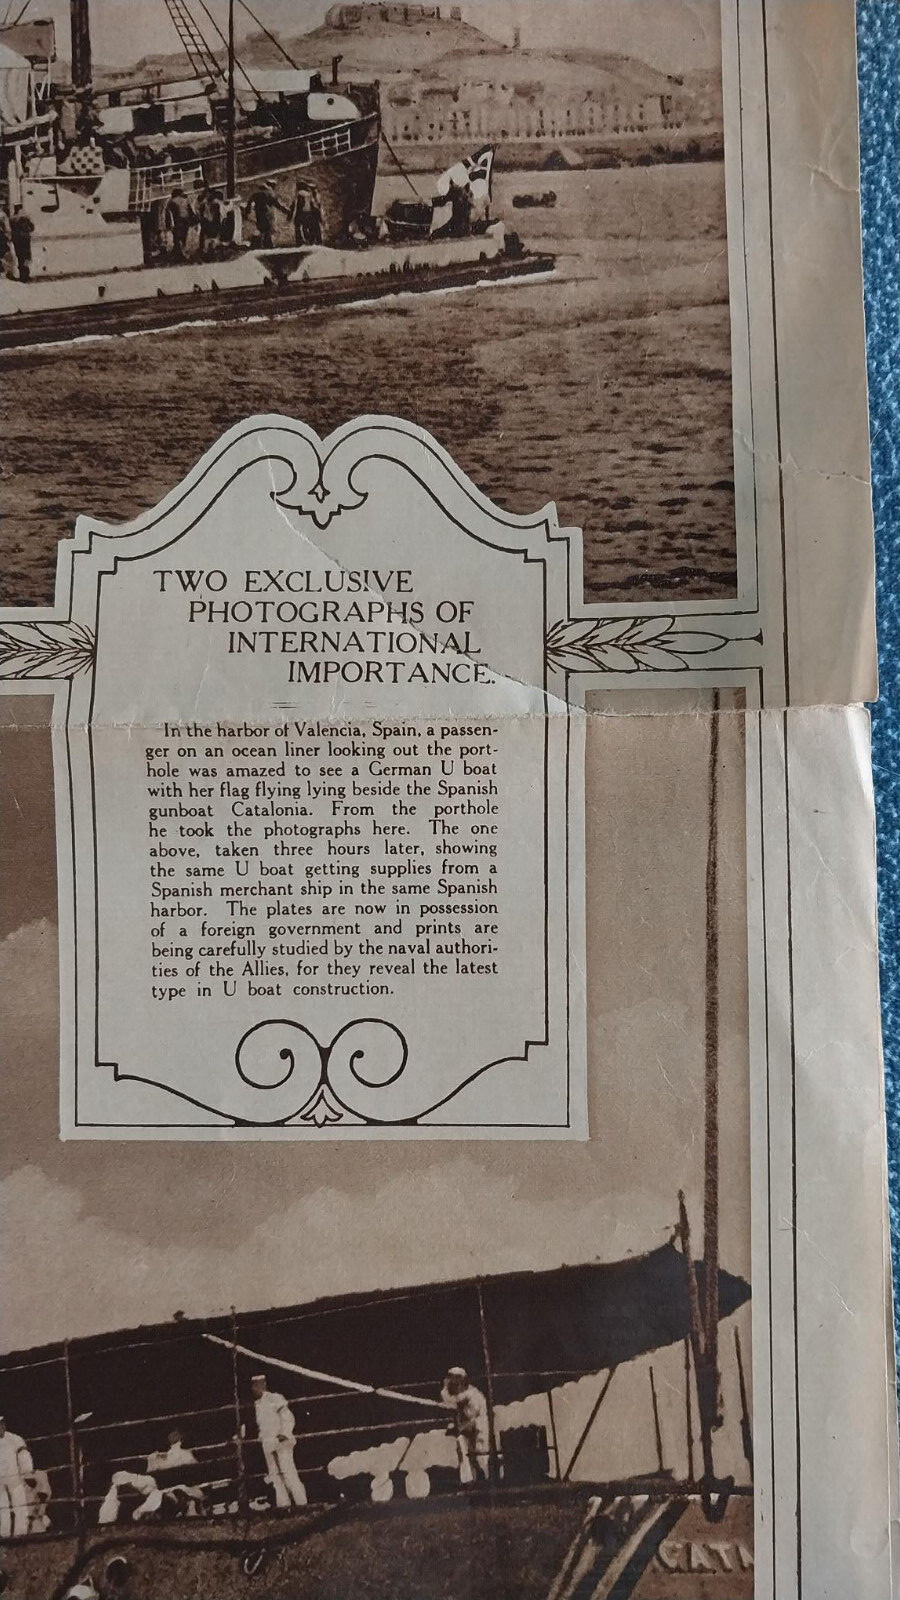 TWO EXCLUSIVE
PHOTOGRAPHS OF
INTERNATIONAL
IMPORTANCE.
In the harbor of Valencia, Spain, a passen-
ger on an ocean liner looking out the port-
hole was amazed to see a German U boat
with her flag flying lying beside the Spanish
gunboat Catalonia. From the porthole
he took the photographs here. The one
above, taken three hours later, showing
the same U boat getting supplies from a
Spanish merchant ship in the same Spanish
harbor. The plates are now in possession
of a foreign government and prints are
being carefully studied by the naval authori-
ties of the Allies, for they reveal the latest
type in U boat construction.
CATA